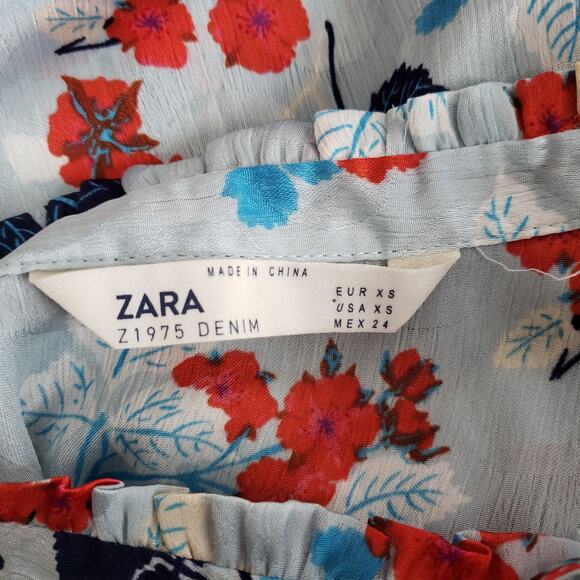 MADE IN CHINA
ZARA
Z1975 DENIM
EUR XS
USA XS
MEX 24